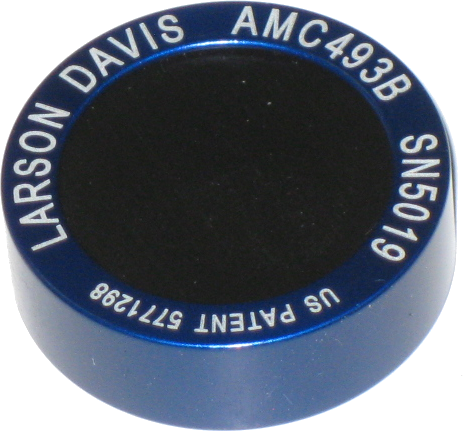 LARSON DAVIS
AMC493B
SN5019
US PATENT 5771298